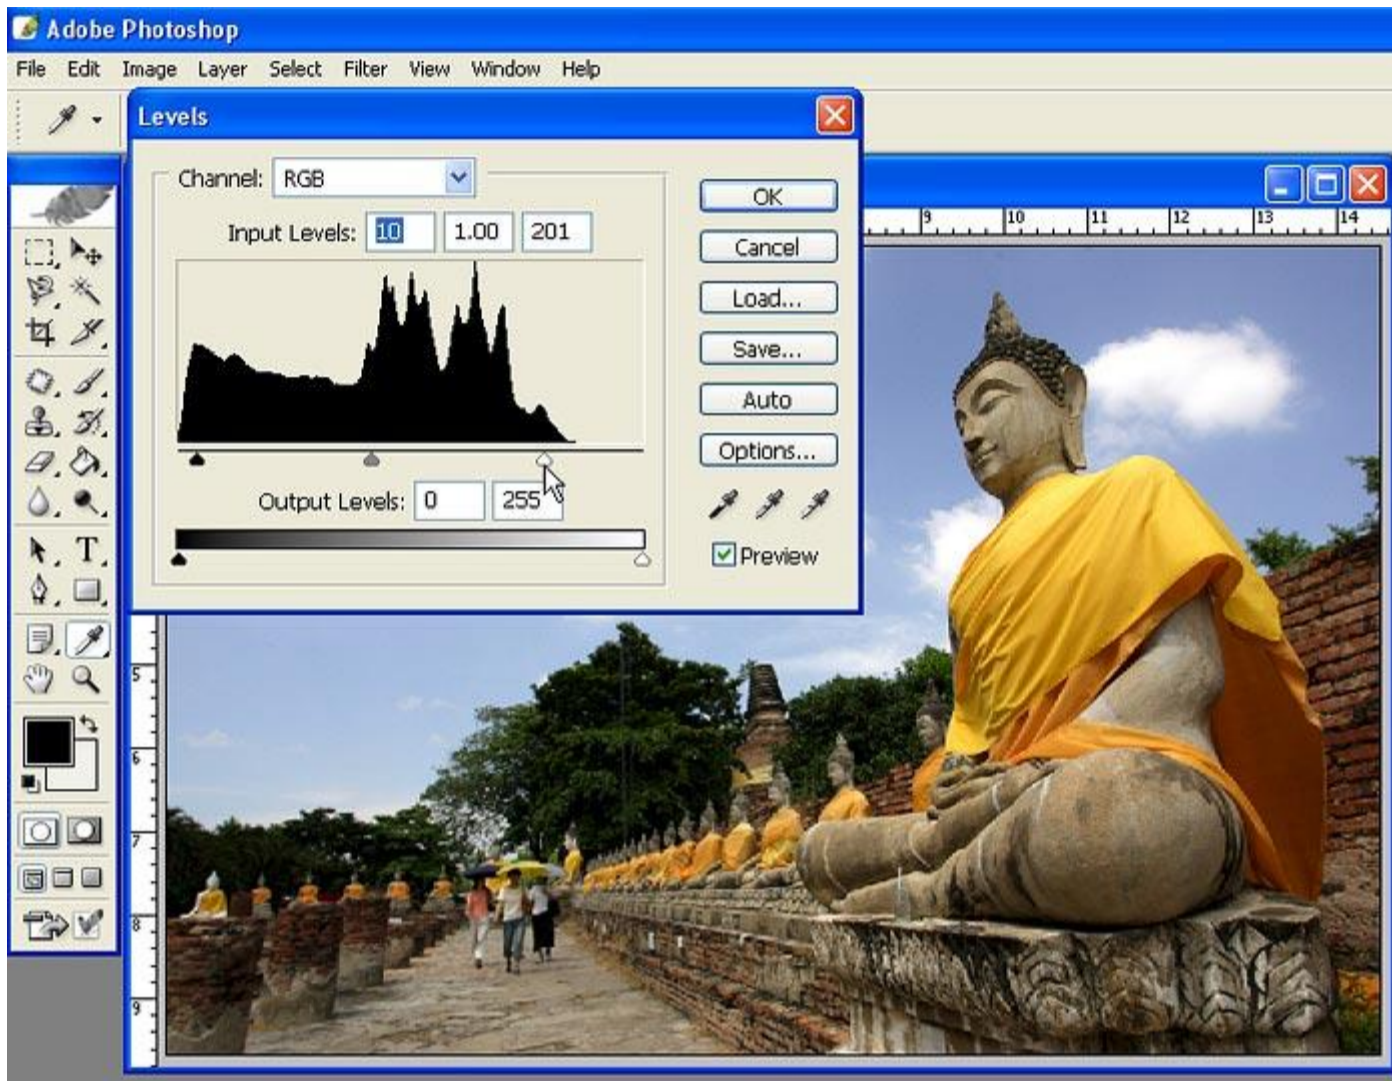 Adobe Photoshop
File Edit Image Layer Select Filter View Window Help
Levels
Channel: RGB
Input Levels: 10 1.00 201
Output Levels: 0 255
OK
Cancel
Load...
Save...
Auto
Options...
Preview
9 10 11 12 13 14
T
5
6
7
8
9